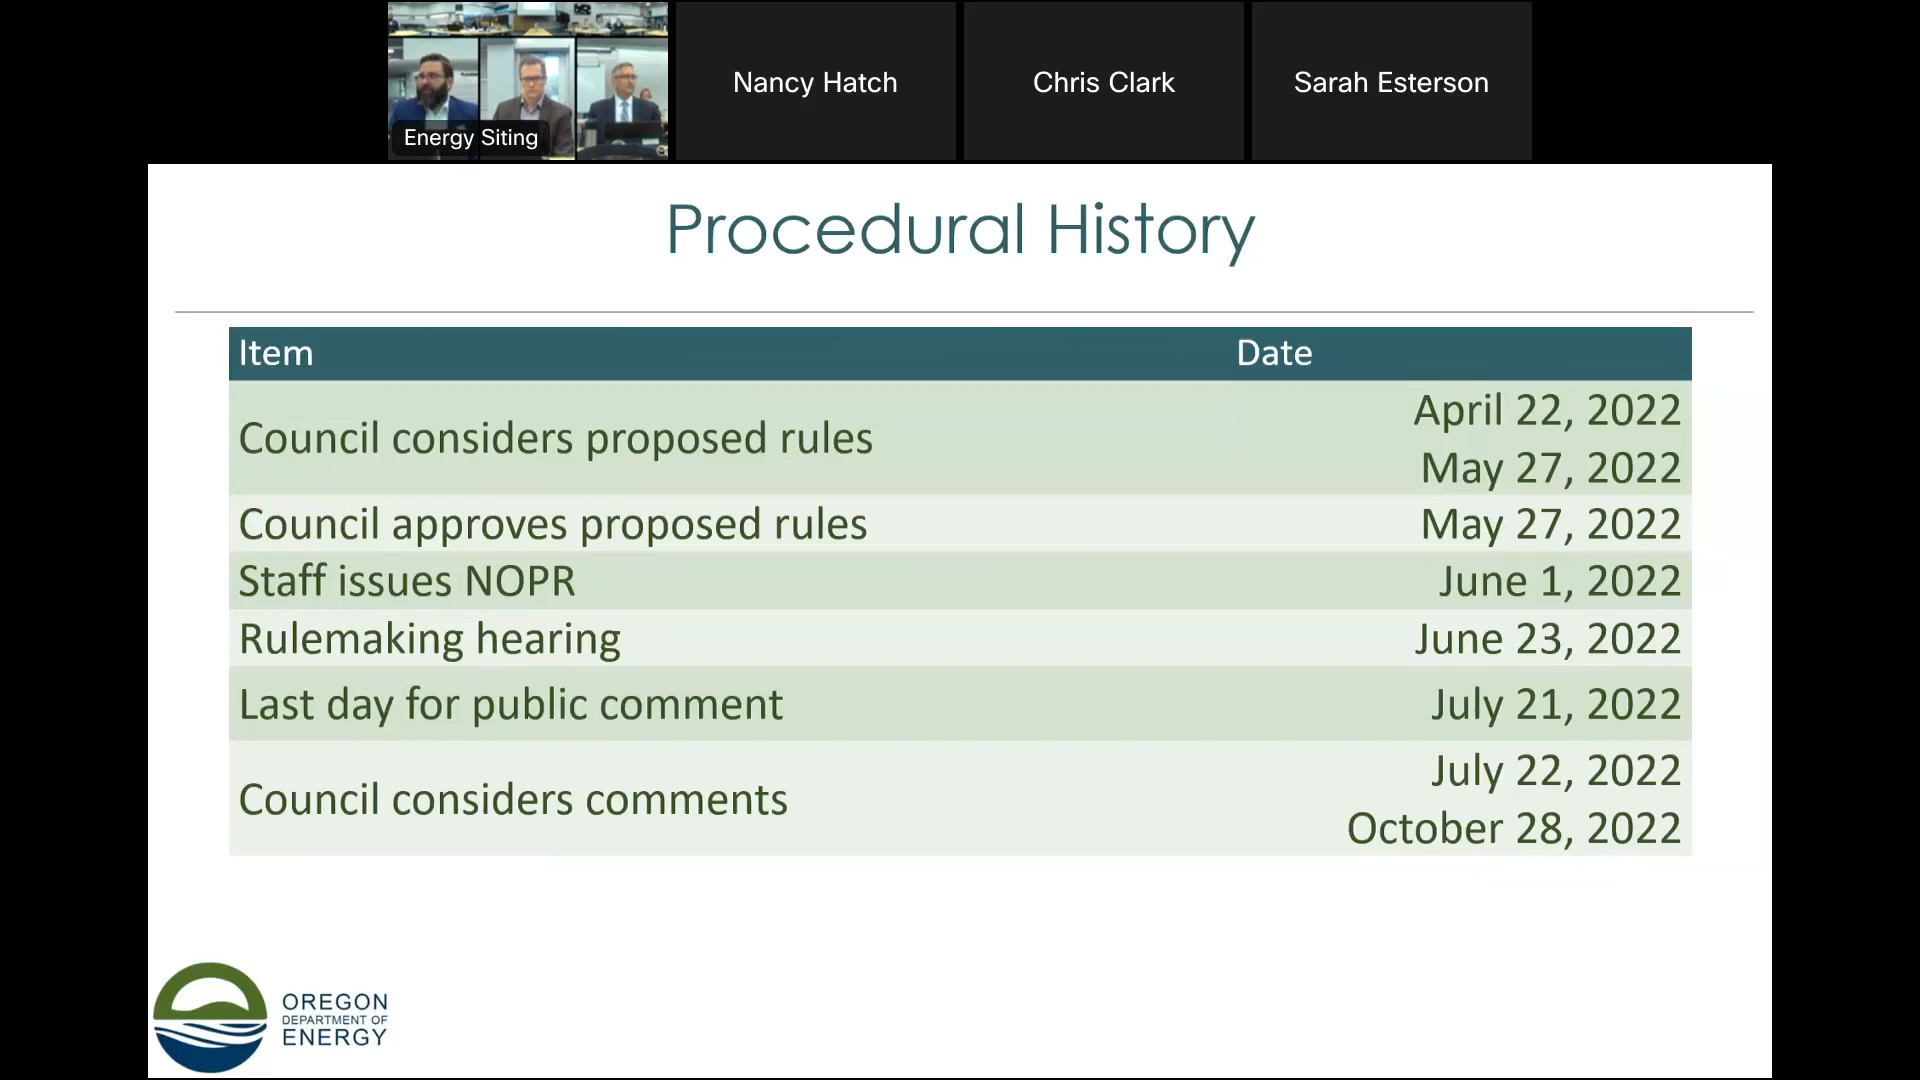 Energy Siting
Nancy Hatch
Chris Clark
Sarah Esterson
Procedural History
Item Date
Council considers proposed rules April 22, 2022
May 27, 2022
Council approves proposed rules May 27, 2022
Staff issues NOPR June 1, 2022
Rulemaking hearing June 23, 2022
Last day for public comment July 21, 2022
Council considers comments July 22, 2022
October 28, 2022
OREGON
DEPARTMENT OF
ENERGY